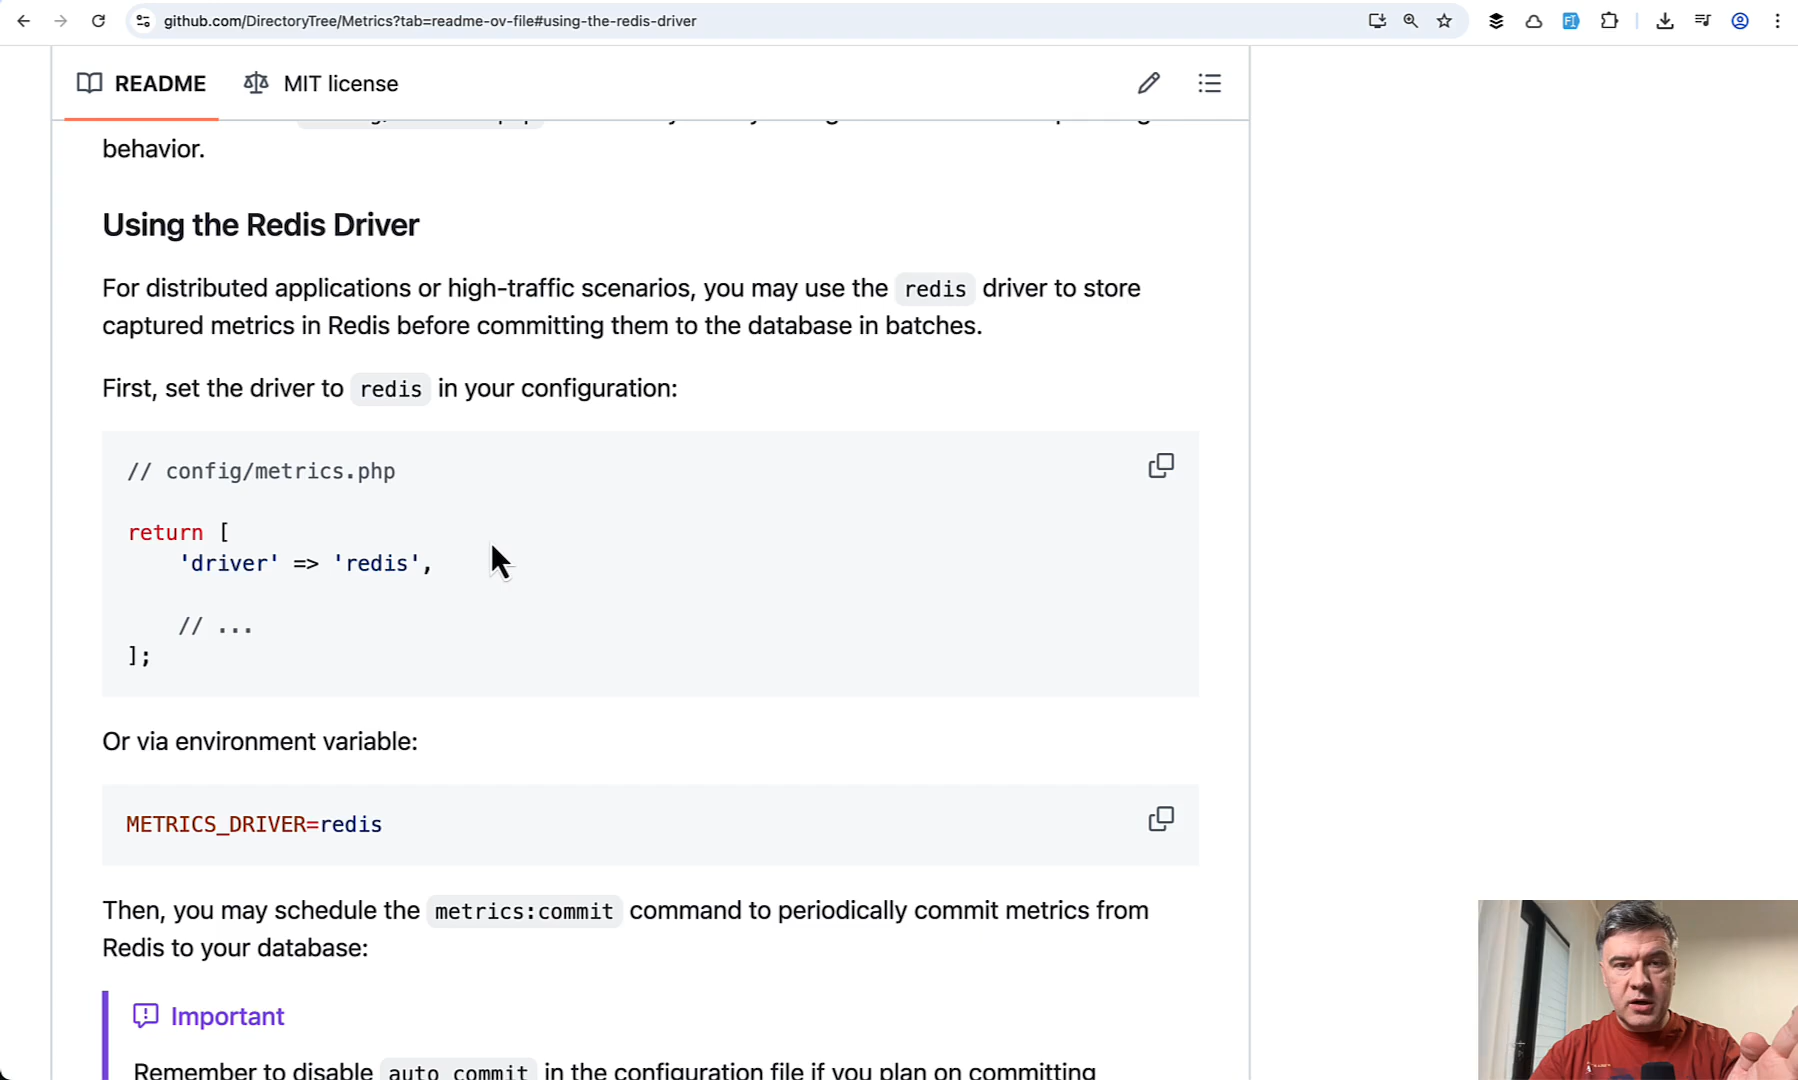 github.com/DirectoryTree/Metrics?tab=readme-ov-file#using-the-redis-driver
README
MIT license
behavior.
Using the Redis Driver
For distributed applications or high-traffic scenarios, you may use the redis driver to store
captured metrics in Redis before committing them to the database in batches.
First, set the driver to redis in your configuration:
// config/metrics.php
return [
'driver' => 'redis',
// ...
];
Or via environment variable:
METRICS_DRIVER=redis
Then, you may schedule the metrics:commit command to periodically commit metrics from
Redis to your database:
Important
Remember to disable auto_commit in the configuration file if you plan on committing